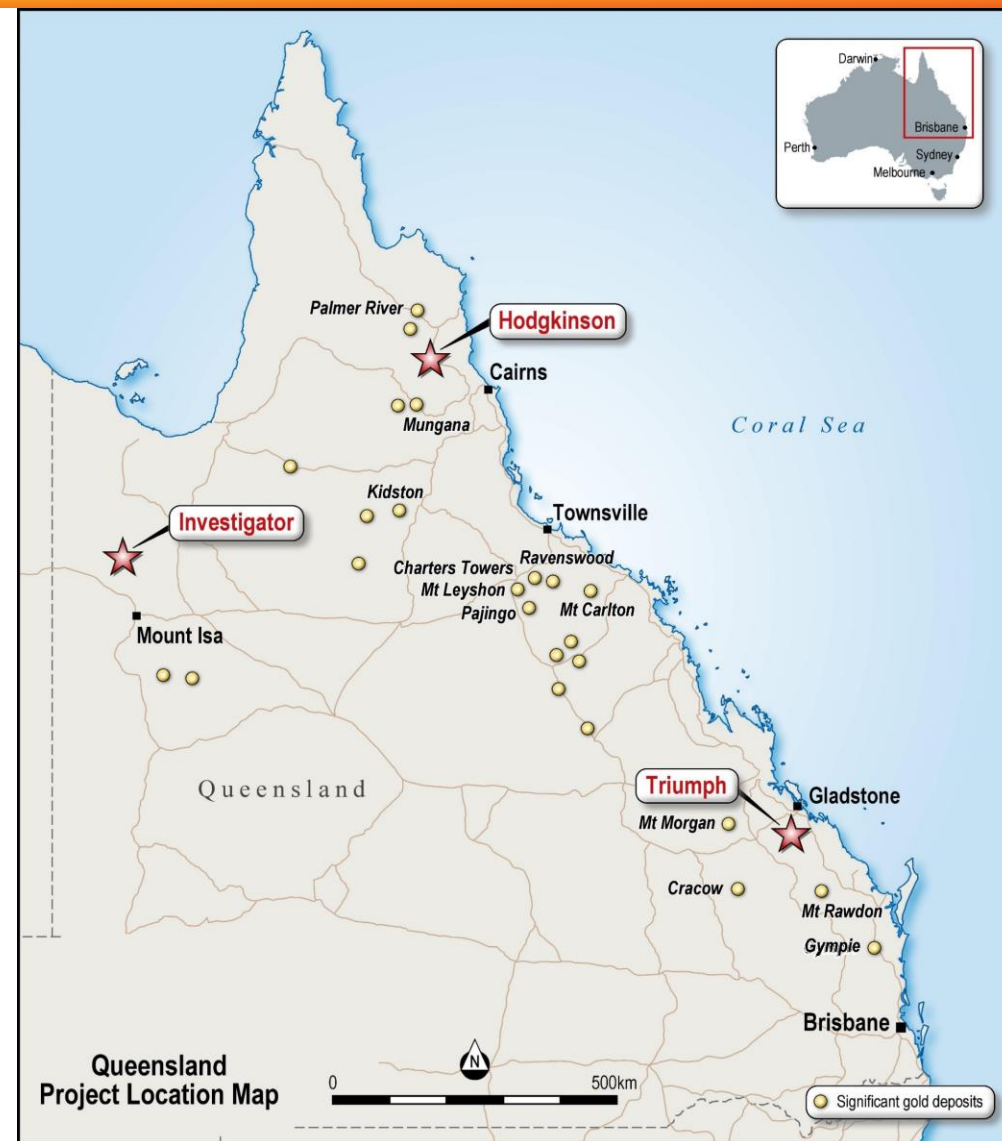 Darwin
Brisbane
Perth
Sydney
Melbourne
Palmer River
Hodgkinson
Cairns
Mungana
Coral Sea
Kidston
Investigator
Townsville
Ravenswood
Charters Towers
Mt Leyshon
Mt Carlton
Pajingo
Mount Isa
Queensland
Triumph
Gladstone
Mt Morgan
Cracow
Mt Rawdon
Gympie
Brisbane
Queensland
Project Location Map
N
0
500km
Significant gold deposits